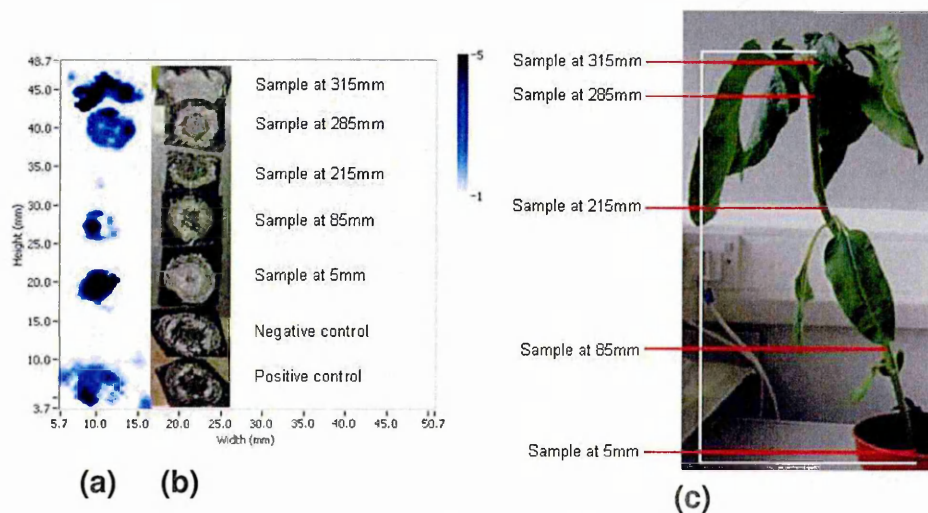 48.7
45.0
40.0
35.0
30.0
25.0
20.0
15.0
10.0
3.7
Height (mm)
5.7 10.0 15.0 20.0 25.0 30.0 35.0 40.0 45.0 50.7
Width (mm)
Sample at 315mm
Sample at 285mm
Sample at 215mm
Sample at 85mm
Sample at 5mm
Negative control
Positive control
-5
-1
(a) (b)
Sample at 315mm
Sample at 285mm
Sample at 215mm
Sample at 85mm
Sample at 5mm
(c)